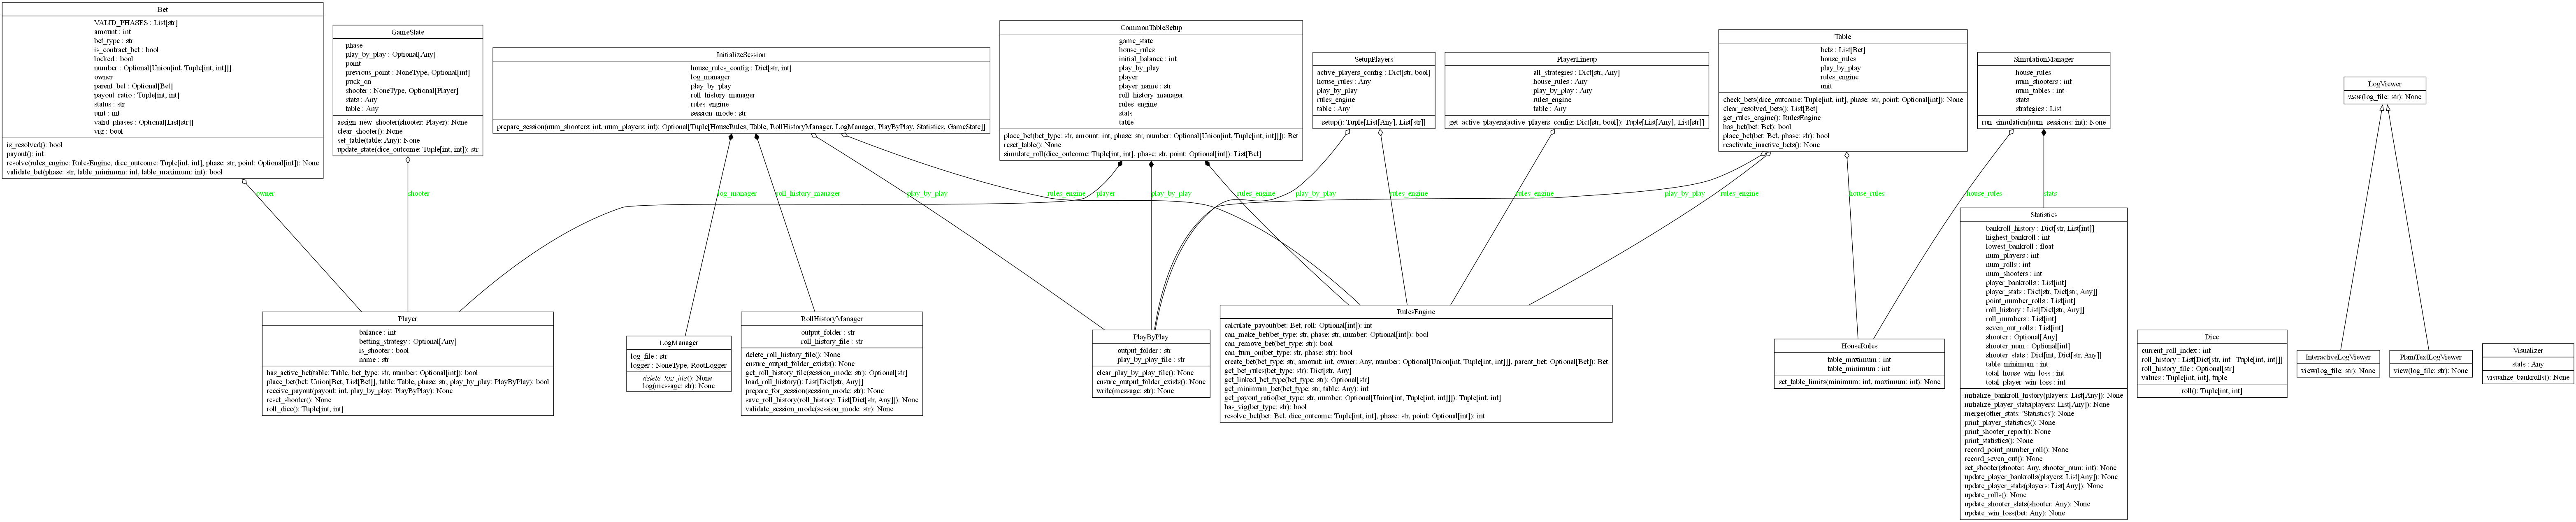 Bet
VALID_PHASES : List[str]
amount : int
bet_type : str
is_contract_bet : bool
locked : bool
number : Optional[Union[int, Tuple[int, int]]]
owner
parent_bet : Optional[Bet]
payout_ratio : Tuple[int, int]
status : str
unit : int
valid_phases : Optional[List[str]]
vig : bool
is_resolved(): bool
payout(): int
resolve(rules_engine: RulesEngine, dice_outcome: Tuple[int, int], phase: str, point: Optional[int]): None
validate_bet(phase: str, table_minimum: int, table_maximum: int): bool
GameState
phase
play_by_play : Optional[Any]
point
previous_point : NoneType, Optional[int]
puck_on
shooter : NoneType, Optional[Player]
stats : Any
table : Any
assign_new_shooter(shooter: Player): None
clear_shooter(): None
set_table(table: Any): None
update_state(dice_outcome: Tuple[int, int]): str
InitializeSession
house_rules_config : Dict[str, int]
log_manager
play_by_play
roll_history_manager
rules_engine
session_mode : str
prepare_session(num_shooters: int, num_players: int): Optional[Tuple[HouseRules, Table, RollHistoryManager, LogManager, PlayByPlay, Statistics, GameState]]
CommonTableSetup
game_state
house_rules
initial_balance : int
play_by_play
player
player_name : str
roll_history_manager
rules_engine
stats
table
place_bet(bet_type: str, amount: int, phase: str, number: Optional[Union[int, Tuple[int, int]]]): Bet
reset_table(): None
simulate_roll(dice_outcome: Tuple[int, int], phase: str, point: Optional[int]): List[Bet]
SetupPlayers
active_players_config : Dict[str, bool]
house_rules : Any
play_by_play
rules_engine
table : Any
setup(): Tuple[List[Any], List[str]]
PlayerLineup
all_strategies : Dict[str, Any]
house_rules : Any
play_by_play : Any
rules_engine
table : Any
get_active_players(active_players_config: Dict[str, bool]): Tuple[List[Any], List[str]]
Table
bets : List[Bet]
house_rules
play_by_play
rules_engine
unit
check_bets(dice_outcome: Tuple[int, int], phase: str, point: Optional[int]): None
clear_resolved_bets(): List[Bet]
get_rules_engine(): RulesEngine
has_bet(bet: Bet): bool
place_bet(bet: Bet, phase: str): bool
reactivate_inactive_bets(): None
SimulationManager
house_rules
num_shooters : int
num_tables : int
stats
strategies : List
run_simulation(num_sessions: int): None
LogViewer
view(log_file: str): None
owner
shooter
log_manager
roll_history_manager
play_by_play
rules_engine
player
play_by_play
rules_engine
play_by_play
rules_engine
rules_engine
play_by_play
rules_engine
house_rules
house_rules
stats
Player
balance : int
betting_strategy : Optional[Any]
is_shooter : bool
name : str
has_active_bet(table: Table, bet_type: str, number: Optional[int]): bool
place_bet(bet: Union[Bet, List[Bet]], table: Table, phase: str, play_by_play: PlayByPlay): bool
receive_payout(payout: int, play_by_play: PlayByPlay): None
reset_shooter(): None
roll_dice(): Tuple[int, int]
LogManager
log_file : str
logger : NoneType, RootLogger
delete_log_file(): None
log(message: str): None
RollHistoryManager
output_folder : str
roll_history_file : str
delete_roll_history_file(): None
ensure_output_folder_exists(): None
get_roll_history_file(session_mode: str): Optional[str]
load_roll_history(): List[Dict[str, Any]]
prepare_for_session(session_mode: str): None
save_roll_history(roll_history: List[Dict[str, Any]]): None
validate_session_mode(session_mode: str): None
PlayByPlay
output_folder : str
play_by_play_file : str
clear_play_by_play_file(): None
ensure_output_folder_exists(): None
write(message: str): None
RulesEngine
calculate_payout(bet: Bet, roll: Optional[int]): int
can_make_bet(bet_type: str, phase: str, number: Optional[int]): bool
can_remove_bet(bet_type: str): bool
can_turn_on(bet_type: str, phase: str): bool
create_bet(bet_type: str, amount: int, owner: Any, number: Optional[Union[int, Tuple[int, int]]], parent_bet: Optional[Bet]): Bet
get_bet_rules(bet_type: str): Dict[str, Any]
get_linked_bet_type(bet_type: str): Optional[str]
get_minimum_bet(bet_type: str, table: Any): int
get_payout_ratio(bet_type: str, number: Optional[Union[int, Tuple[int, int]]]): Tuple[int, int]
has_vig(bet_type: str): bool
resolve_bet(bet: Bet, dice_outcome: Tuple[int, int], phase: str, point: Optional[int]): int
HouseRules
table_maximum : int
table_minimum : int
set_table_limits(minimum: int, maximum: int): None
Statistics
bankroll_history : Dict[str, List[int]]
highest_bankroll : int
lowest_bankroll : float
num_players : int
num_rolls : int
num_shooters : int
player_bankrolls : List[int]
player_stats : Dict[str, Dict[str, Any]]
point_number_rolls : List[int]
roll_history : List[Dict[str, Any]]
roll_numbers : List[int]
seven_out_rolls : List[int]
shooter : Optional[Any]
shooter_num : Optional[int]
shooter_stats : Dict[int, Dict[str, Any]]
table_minimum : int
total_house_win_loss : int
total_player_win_loss : int
initialize_bankroll_history(players: List[Any]): None
initialize_player_stats(players: List[Any]): None
merge(other_stats: 'Statistics'): None
print_player_statistics(): None
print_shooter_report(): None
print_statistics(): None
record_point_number_roll(): None
record_seven_out(): None
set_shooter(shooter: Any, shooter_num: int): None
update_player_bankrolls(players: List[Any]): None
update_player_stats(players: List[Any]): None
update_rolls(): None
update_shooter_stats(shooter: Any): None
update_win_loss(bet: Any): None
Dice
current_roll_index : int
roll_history : List[Dict[str, int | Tuple[int, int]]]
roll_history_file : Optional[str]
values : Tuple[int, int], tuple
roll(): Tuple[int, int]
InteractiveLogViewer
view(log_file: str): None
PlainTextLogViewer
view(log_file: str): None
Visualizer
stats : Any
visualize_bankrolls(): None